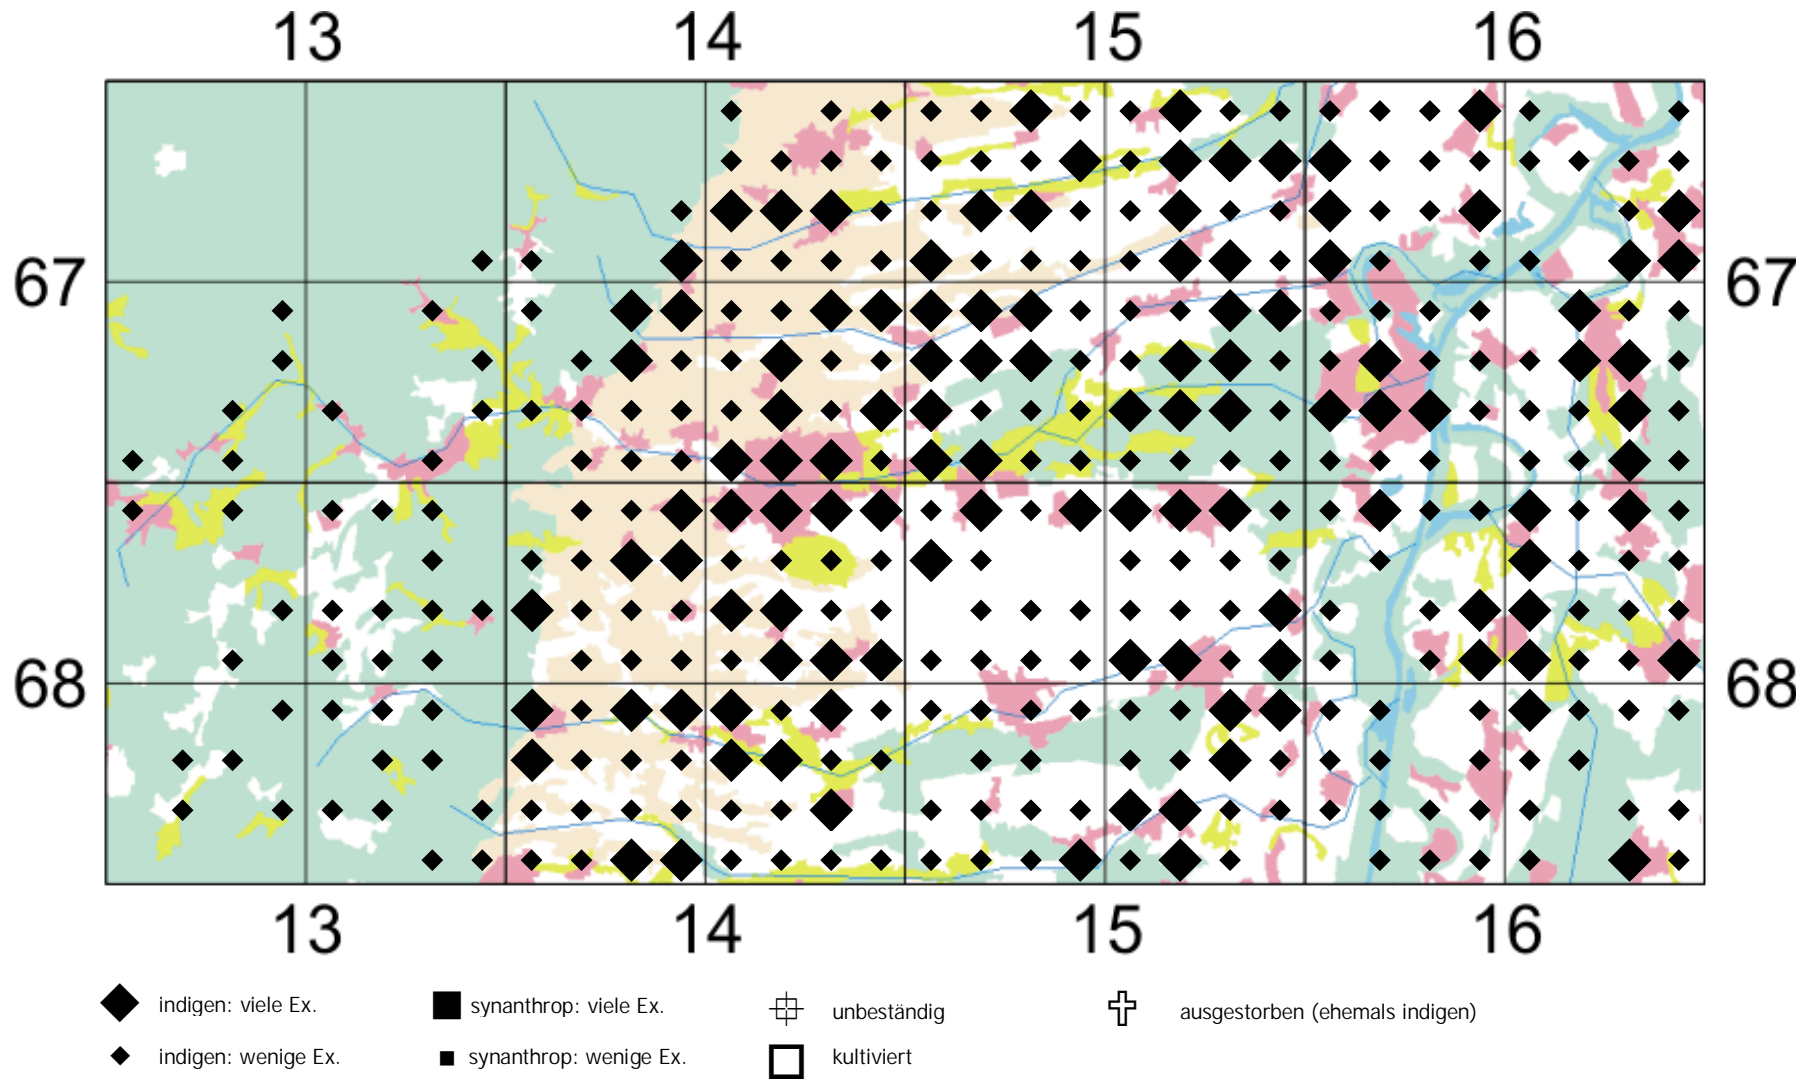 13 14 15 16
67 67
68 68
13 14 15 16
indigen: viele Ex. synanthrop: viele Ex. unbeständig ausgestorben (ehemals indigen)
indigen: wenige Ex. synanthrop: wenige Ex. kultiviert